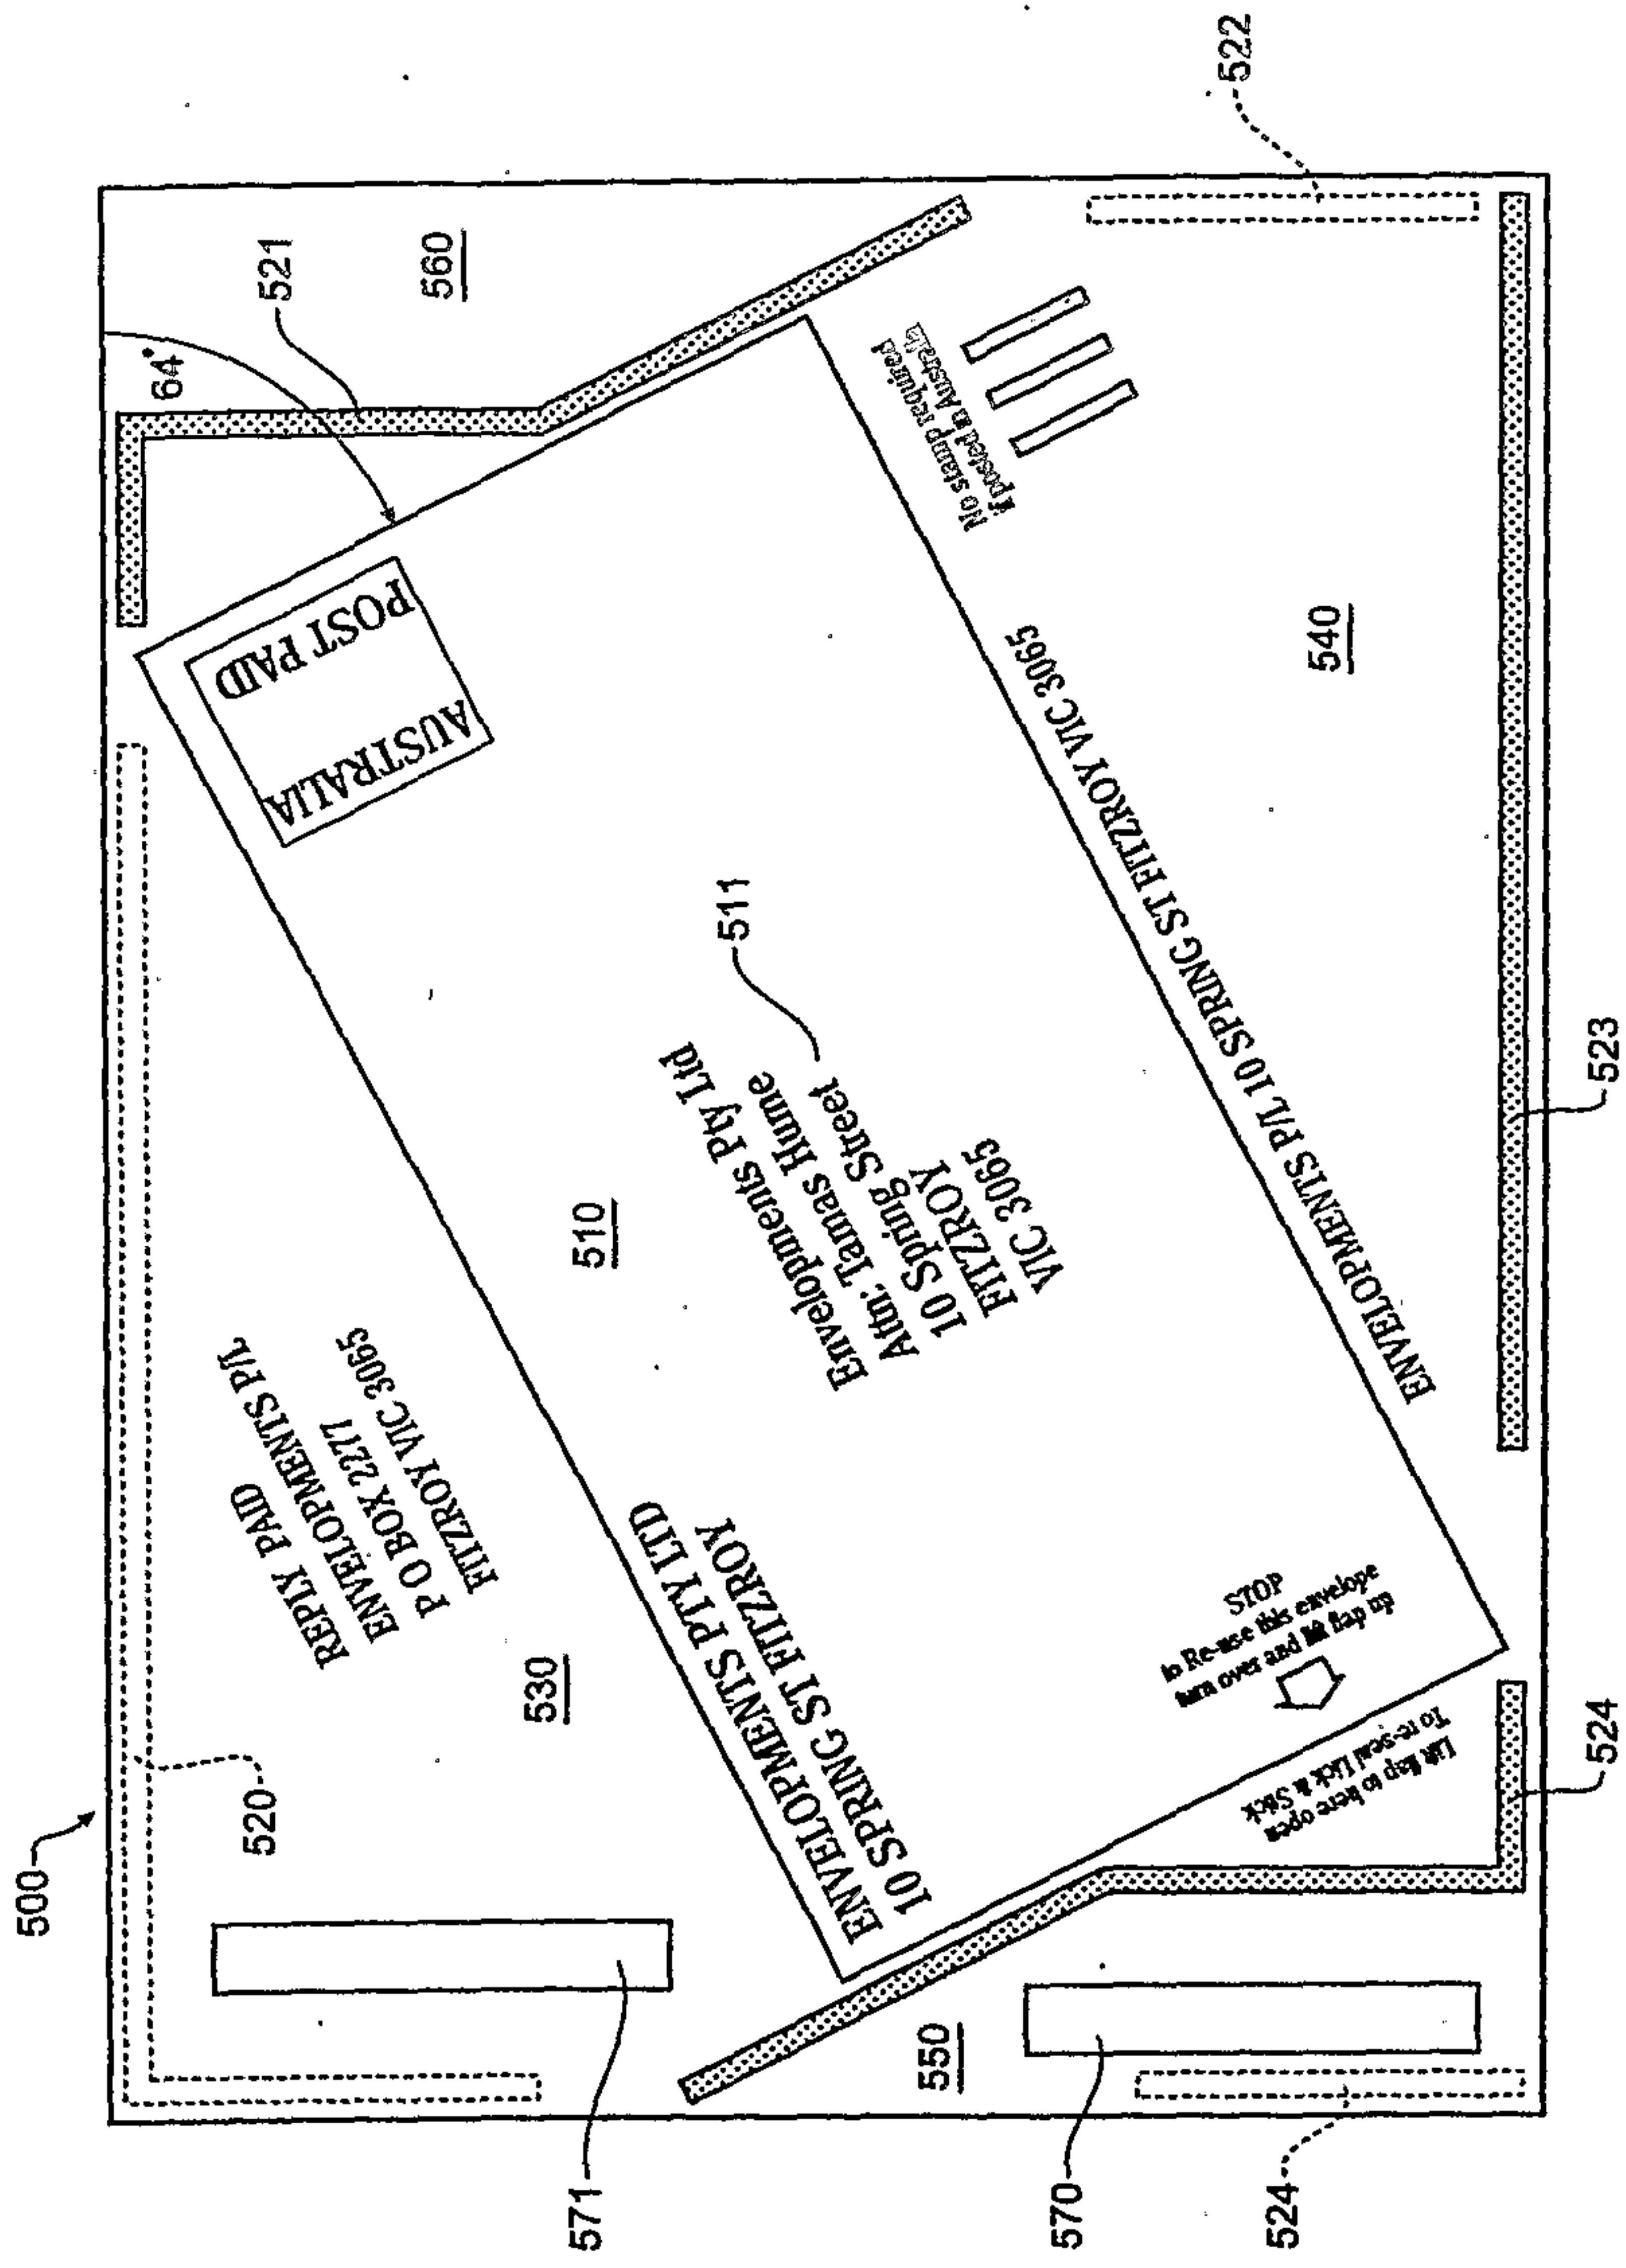 500
REPLY PAID
ENVELOPMENTS P/L
P O BOX 2277
FITZROY VIC 3065
520
530
571
550
570
524
ENVELOPMENTS PTY LTD
10 SPRING ST FITZROY
510
AUSTRALIA
POST PAID
64°
521
560
522
511
Envelopments Pty Ltd
Attn: Tamas Hume
10 Spring Street
FITZROY
VIC 3065
STOP
to Re-use this envelope
turn over and lift flap up
Lift flap to here open
To re-seal Lick & Stick
ENVELOPMENTS P/L 10 SPRING ST FITZROY VIC 3065
No stamp required
if posted in Australia
540
524
523